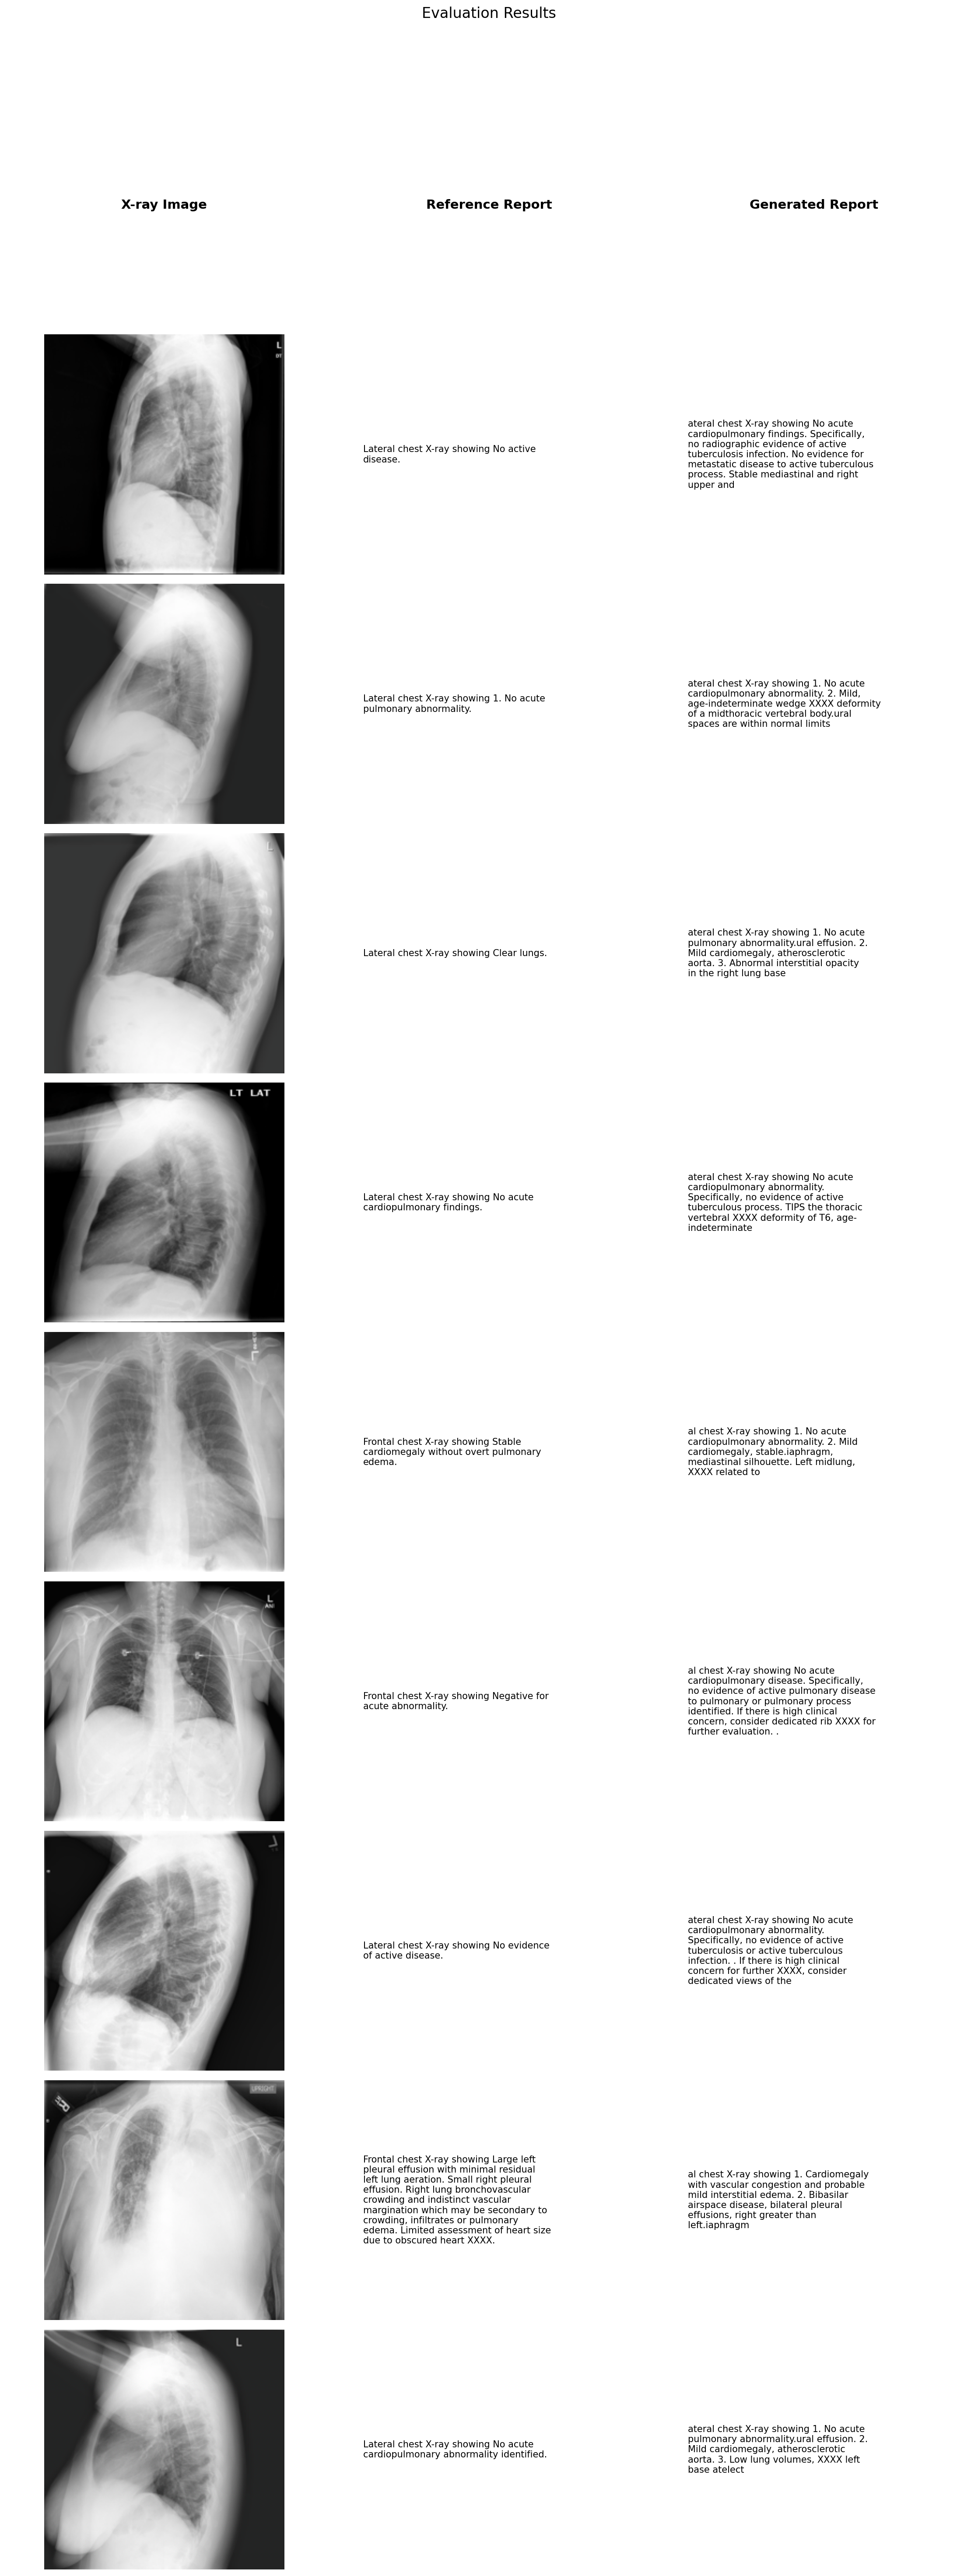 Evaluation Results
X-ray Image
Reference Report
Generated Report
L
Lateral chest X-ray showing No active
disease.
ateral chest X-ray showing No acute
cardiopulmonary findings. Specifically,
no radiographic evidence of active
tuberculosis infection. No evidence for
metastatic disease to active tuberculous
process. Stable mediastinal and right
upper and
Lateral chest X-ray showing 1. No acute
pulmonary abnormality.
ateral chest X-ray showing 1. No acute
cardiopulmonary abnormality. 2. Mild,
age-indeterminate wedge XXXX deformity
of a midthoracic vertebral body.ural
spaces are within normal limits
L
Lateral chest X-ray showing Clear lungs.
ateral chest X-ray showing 1. No acute
pulmonary abnormality.ural effusion. 2.
Mild cardiomegaly, atherosclerotic
aorta. 3. Abnormal interstitial opacity
in the right lung base
LT LAT
Lateral chest X-ray showing No acute
cardiopulmonary findings.
ateral chest X-ray showing No acute
cardiopulmonary abnormality.
Specifically, no evidence of active
tuberculous process. TIPS the thoracic
vertebral XXXX deformity of T6, age-
indeterminate
L
Frontal chest X-ray showing Stable
cardiomegaly without overt pulmonary
edema.
al chest X-ray showing 1. No acute
cardiopulmonary abnormality. 2. Mild
cardiomegaly, stable.iaphragm,
mediastinal silhouette. Left midlung,
XXXX related to
L
Frontal chest X-ray showing Negative for
acute abnormality.
al chest X-ray showing No acute
cardiopulmonary disease. Specifically,
no evidence of active pulmonary disease
to pulmonary or pulmonary process
identified. If there is high clinical
concern, consider dedicated rib XXXX for
further evaluation. .
L
Lateral chest X-ray showing No evidence
of active disease.
ateral chest X-ray showing No acute
cardiopulmonary abnormality.
Specifically, no evidence of active
tuberculosis or active tuberculous
infection. . If there is high clinical
concern for further XXXX, consider
dedicated views of the
UPRIGHT
Frontal chest X-ray showing Large left
pleural effusion with minimal residual
left lung aeration. Small right pleural
effusion. Right lung bronchovascular
crowding and indistinct vascular
margination which may be secondary to
crowding, infiltrates or pulmonary
edema. Limited assessment of heart size
due to obscured heart XXXX.
al chest X-ray showing 1. Cardiomegaly
with vascular congestion and probable
mild interstitial edema. 2. Bibasilar
airspace disease, bilateral pleural
effusions, right greater than
left.iaphragm
L
Lateral chest X-ray showing No acute
cardiopulmonary abnormality identified.
ateral chest X-ray showing 1. No acute
pulmonary abnormality.ural effusion. 2.
Mild cardiomegaly, atherosclerotic
aorta. 3. Low lung volumes, XXXX left
base atelect